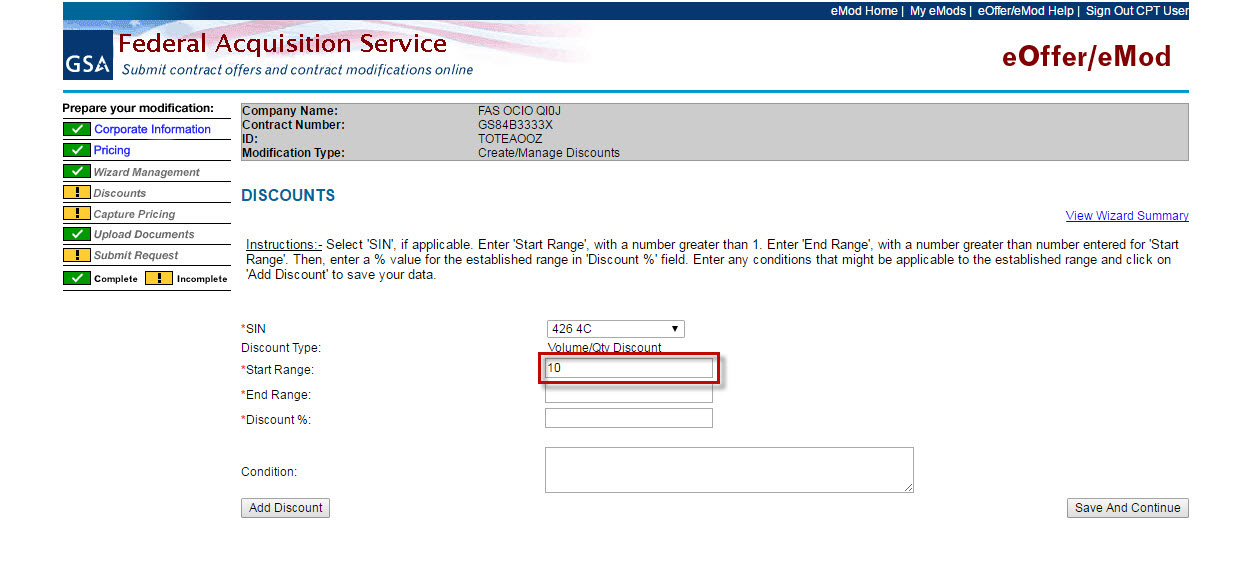 eMod Home | My eMods | eOffer/eMod Help | Sign Out CPT User
GSA
Federal Acquisition Service
Submit contract offers and contract modifications online
eOffer/eMod
Prepare your modification:
Corporate Information
Pricing
Wizard Management
Discounts
Capture Pricing
Upload Documents
Submit Request
Complete Incomplete
Company Name: FAS OCIO QI0J
Contract Number: GS84B3333X
ID: TOTEAOOZ
Modification Type: Create/Manage Discounts
DISCOUNTS
View Wizard Summary
Instructions:- Select 'SIN', if applicable. Enter 'Start Range', with a number greater than 1. Enter 'End Range', with a number greater than number entered for 'Start
Range'. Then, enter a % value for the established range in 'Discount %' field. Enter any conditions that might be applicable to the established range and click on
'Add Discount' to save your data.
*SIN 426 4C
Discount Type: Volume/Qty Discount
*Start Range: 10
*End Range:
*Discount %:
Condition:
Add Discount Save And Continue